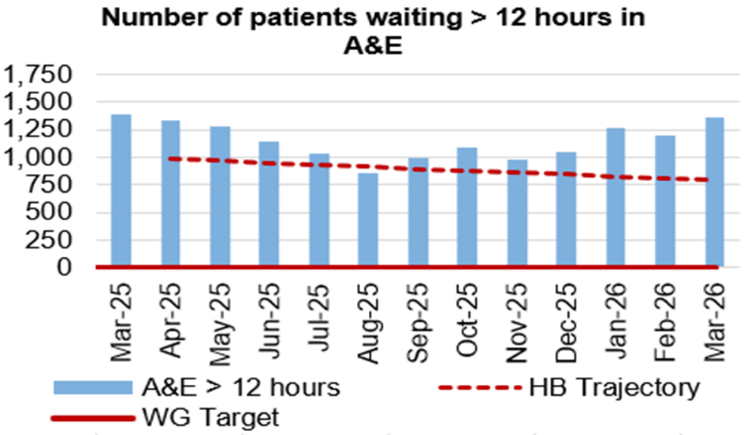 Number of patients waiting > 12 hours in
A&E
1,750
1,500
1,250
1,000
750
500
250
0
Mar-25
Apr-25
May-25
Jun-25
Jul-25
Aug-25
Sep-25
Oct-25
Nov-25
Dec-25
Jan-26
Feb-26
Mar-26
A&E > 12 hours
HB Trajectory
WG Target